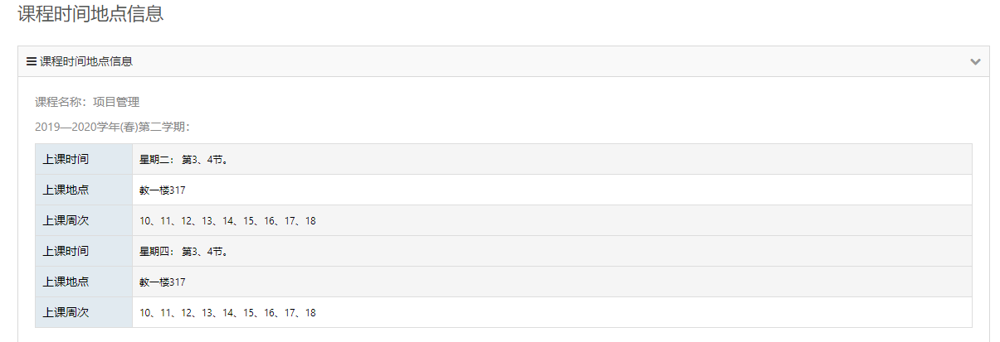 课程时间地点信息
课程时间地点信息
课程名称：项目管理
2019—2020学年(春)第二学期：
上课时间 星期二： 第3、4节。
上课地点 教一楼317
上课周次 10、11、12、13、14、15、16、17、18
上课时间 星期四： 第3、4节。
上课地点 教一楼317
上课周次 10、11、12、13、14、15、16、17、18